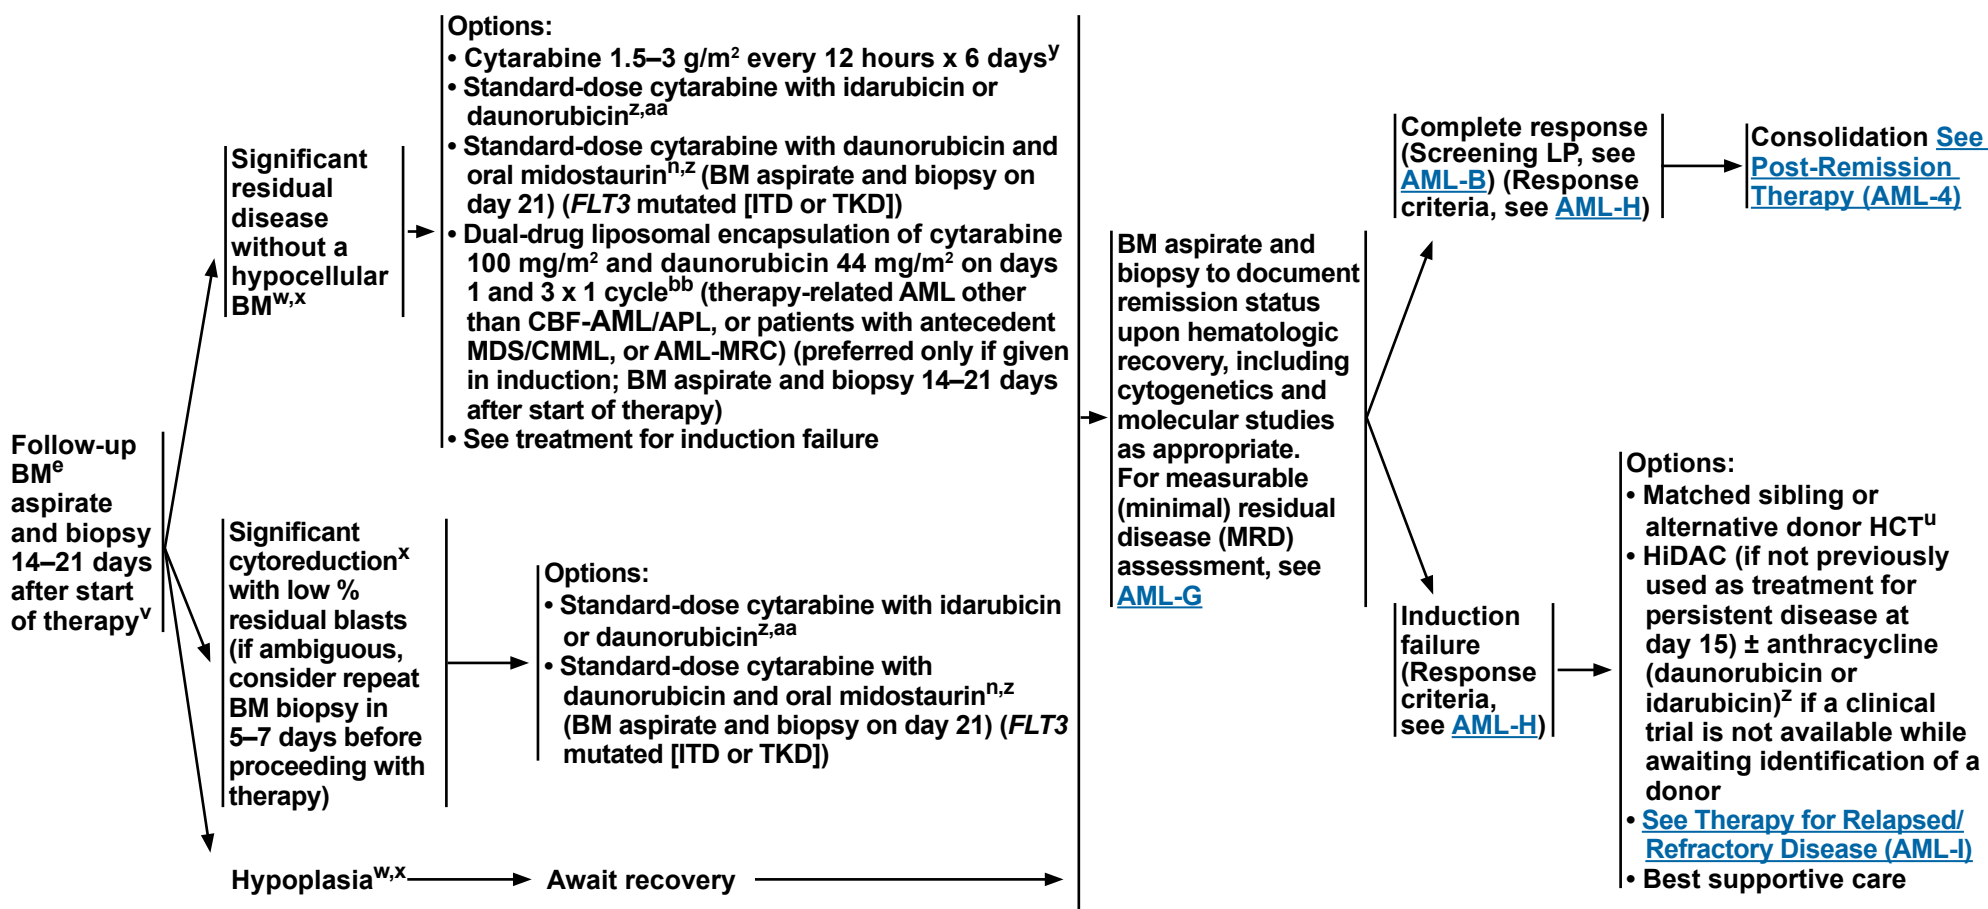 Follow-up
BMᵉ
aspirate
and biopsy
14–21 days
after start
of therapyᵛ
Significant
residual
disease
without a
hypocellular
BMʷ,ˣ
Options:
• Cytarabine 1.5–3 g/m² every 12 hours x 6 daysʸ
• Standard-dose cytarabine with idarubicin or
daunorubicinᶻ,ᵃᵃ
• Standard-dose cytarabine with daunorubicin and
oral midostaurinⁿ,ᶻ (BM aspirate and biopsy on
day 21) (FLT3 mutated [ITD or TKD])
• Dual-drug liposomal encapsulation of cytarabine
100 mg/m² and daunorubicin 44 mg/m² on days
1 and 3 x 1 cycleᵇᵇ (therapy-related AML other
than CBF-AML/APL, or patients with antecedent
MDS/CMML, or AML-MRC) (preferred only if given
in induction; BM aspirate and biopsy 14–21 days
after start of therapy)
• See treatment for induction failure
Significant
cytoreductionˣ
with low %
residual blasts
(if ambiguous,
consider repeat
BM biopsy in
5–7 days before
proceeding with
therapy)
Options:
• Standard-dose cytarabine with idarubicin
or daunorubicinᶻ,ᵃᵃ
• Standard-dose cytarabine with
daunorubicin and oral midostaurinⁿ,ᶻ
(BM aspirate and biopsy on day 21) (FLT3
mutated [ITD or TKD])
Hypoplasiaʷ,ˣ
Await recovery
BM aspirate and
biopsy to document
remission status
upon hematologic
recovery, including
cytogenetics and
molecular studies
as appropriate.
For measurable
(minimal) residual
disease (MRD)
assessment, see
AML-G
Complete response
(Screening LP, see
AML-B) (Response
criteria, see AML-H)
Consolidation See
Post-Remission
Therapy (AML-4)
Induction
failure
(Response
criteria,
see AML-H)
Options:
• Matched sibling or
alternative donor HCTᵘ
• HiDAC (if not previously
used as treatment for
persistent disease at
day 15) ± anthracycline
(daunorubicin or
idarubicin)ᶻ if a clinical
trial is not available while
awaiting identification of a
donor
• See Therapy for Relapsed/
Refractory Disease (AML-I)
• Best supportive care